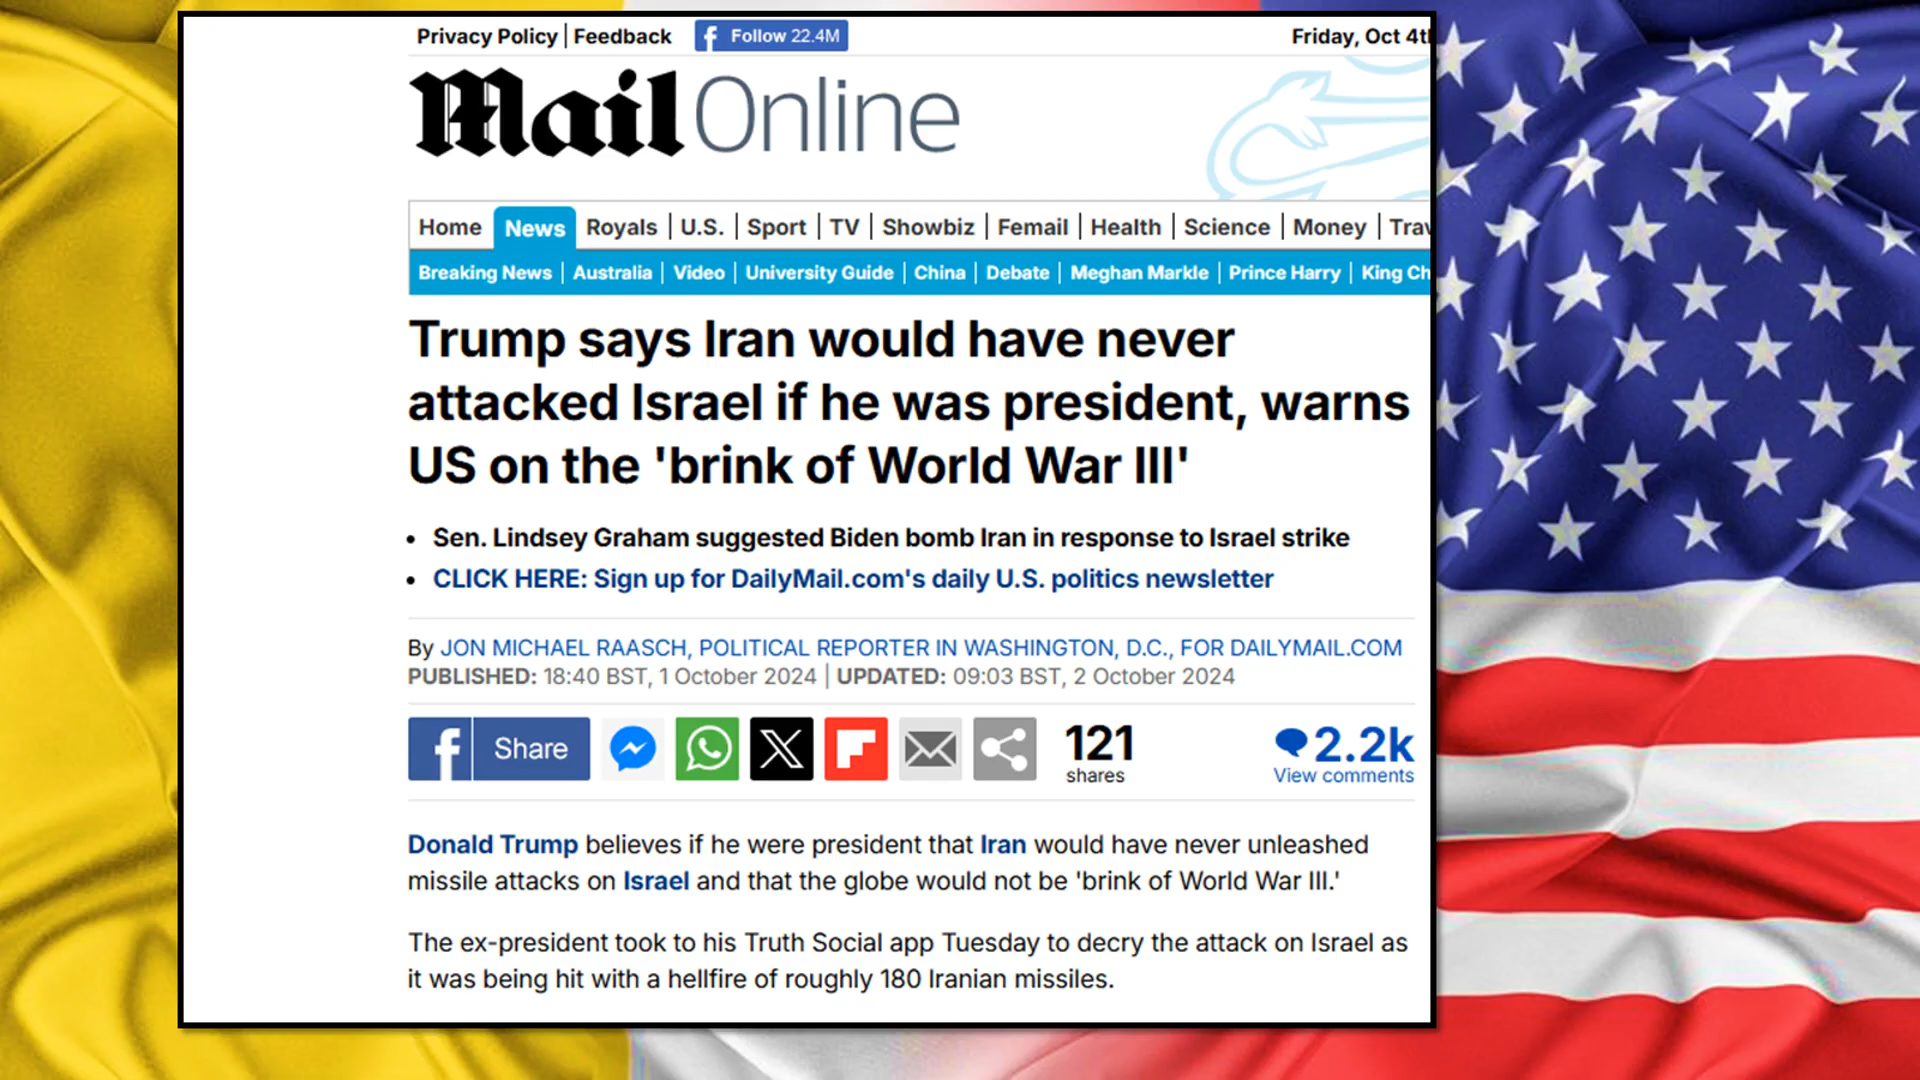 Privacy Policy | Feedback
Follow 22.4M
Friday, Oct 4t
Mail Online
Home News Royals | U.S. | Sport | TV | Showbiz | Femail | Health | Science | Money | Trav
Breaking News | Australia | Video | University Guide | China | Debate | Meghan Markle | Prince Harry | King Ch
Trump says Iran would have never
attacked Israel if he was president, warns
US on the 'brink of World War III'
• Sen. Lindsey Graham suggested Biden bomb Iran in response to Israel strike
• CLICK HERE: Sign up for DailyMail.com's daily U.S. politics newsletter
By JON MICHAEL RAASCH, POLITICAL REPORTER IN WASHINGTON, D.C., FOR DAILYMAIL.COM
PUBLISHED: 18:40 BST, 1 October 2024 | UPDATED: 09:03 BST, 2 October 2024
Share
121
shares
2.2k
View comments
Donald Trump believes if he were president that Iran would have never unleashed
missile attacks on Israel and that the globe would not be 'brink of World War III.'
The ex-president took to his Truth Social app Tuesday to decry the attack on Israel as
it was being hit with a hellfire of roughly 180 Iranian missiles.